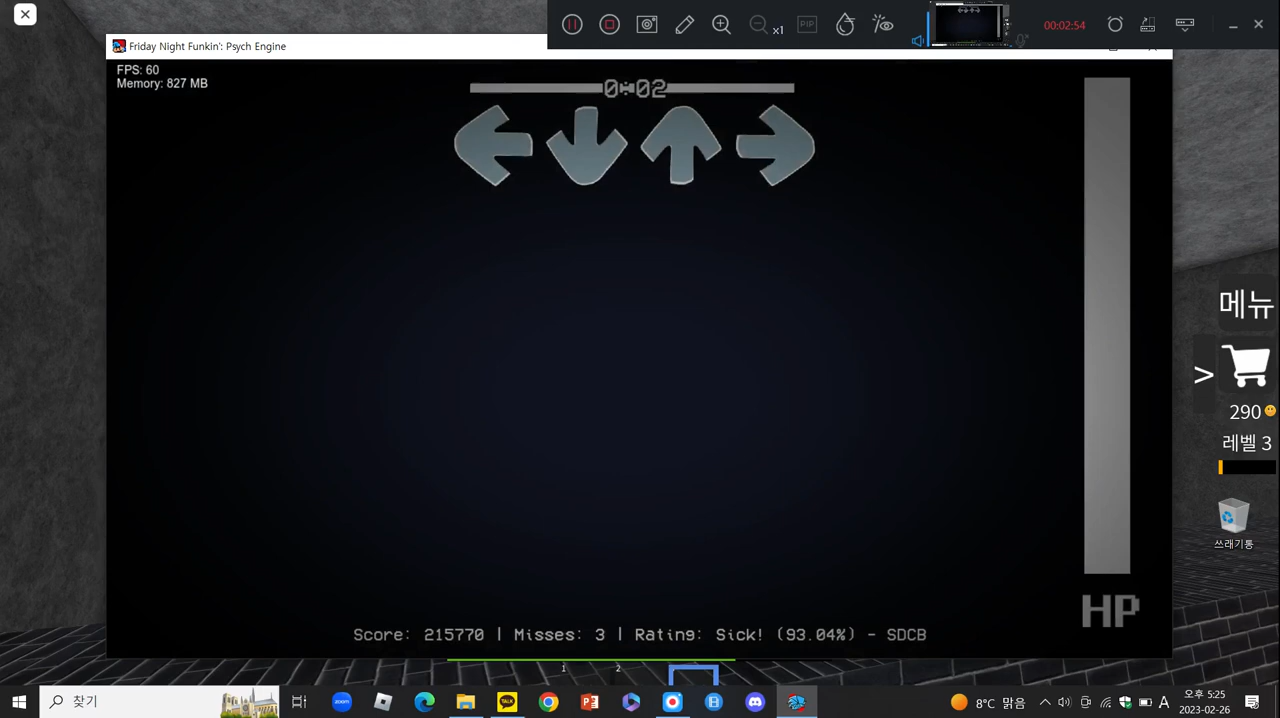 x1
PIP
00:02:54
Friday Night Funkin': Psych Engine
FPS: 60
Memory: 827 MB
0:02
메뉴
>
290
레벨 3
쓰레기통
HP
Score: 215770 | Misses: 3 | Rating: Sick! (93.04%) - SDCB
1
2
찾기
zoom
TALK
8°C 맑음
A
오후 5:25
2023-02-26